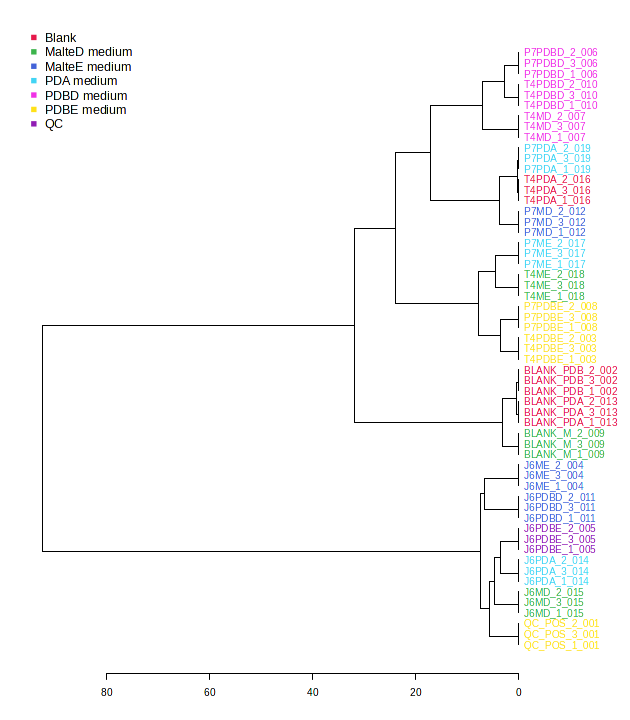 Blank
MalteD medium
MalteE medium
PDA medium
PDBD medium
PDBE medium
QC
P7PDBD_2_006
P7PDBD_3_006
P7PDBD_1_006
T4PDBD_2_010
T4PDBD_3_010
T4PDBD_1_010
T4MD_2_007
T4MD_3_007
T4MD_1_007
P7PDA_2_019
P7PDA_3_019
P7PDA_1_019
T4PDA_2_016
T4PDA_3_016
T4PDA_1_016
P7MD_2_012
P7MD_3_012
P7MD_1_012
P7ME_2_017
P7ME_3_017
P7ME_1_017
T4ME_2_018
T4ME_3_018
T4ME_1_018
P7PDBE_2_008
P7PDBE_3_008
P7PDBE_1_008
T4PDBE_2_003
T4PDBE_3_003
T4PDBE_1_003
BLANK_PDB_2_002
BLANK_PDB_3_002
BLANK_PDB_1_002
BLANK_PDA_2_013
BLANK_PDA_3_013
BLANK_PDA_1_013
BLANK_M_2_009
BLANK_M_3_009
BLANK_M_1_009
J6ME_2_004
J6ME_3_004
J6ME_1_004
J6PDBD_2_011
J6PDBD_3_011
J6PDBD_1_011
J6PDBE_2_005
J6PDBE_3_005
J6PDBE_1_005
J6PDA_2_014
J6PDA_3_014
J6PDA_1_014
J6MD_2_015
J6MD_3_015
J6MD_1_015
QC_POS_2_001
QC_POS_3_001
QC_POS_1_001
80 60 40 20 0